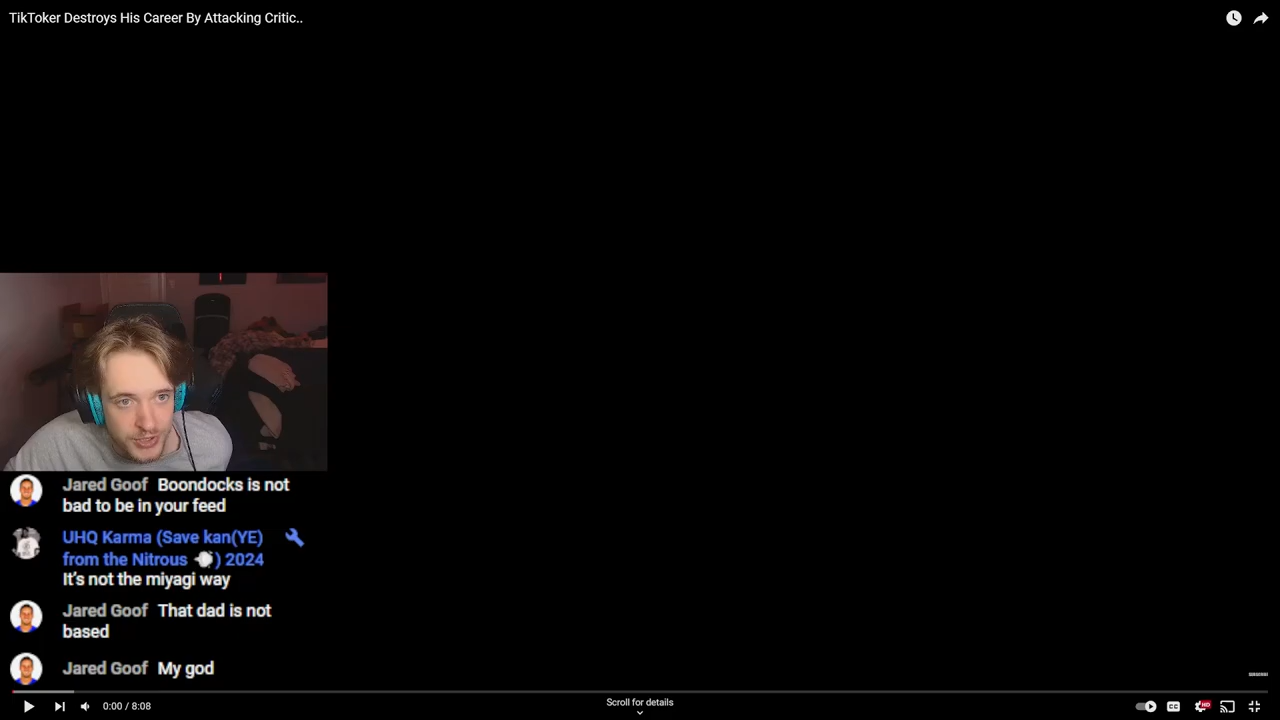 TikToker Destroys His Career By Attacking Critic..
Jared Goof Boondocks is not
bad to be in your feed
UHQ Karma (Save kan(YE)
from the Nitrous 💨) 2024
It's not the miyagi way
Jared Goof That dad is not
based
Jared Goof My god
0:00 / 8:08
Scroll for details
CC
HD